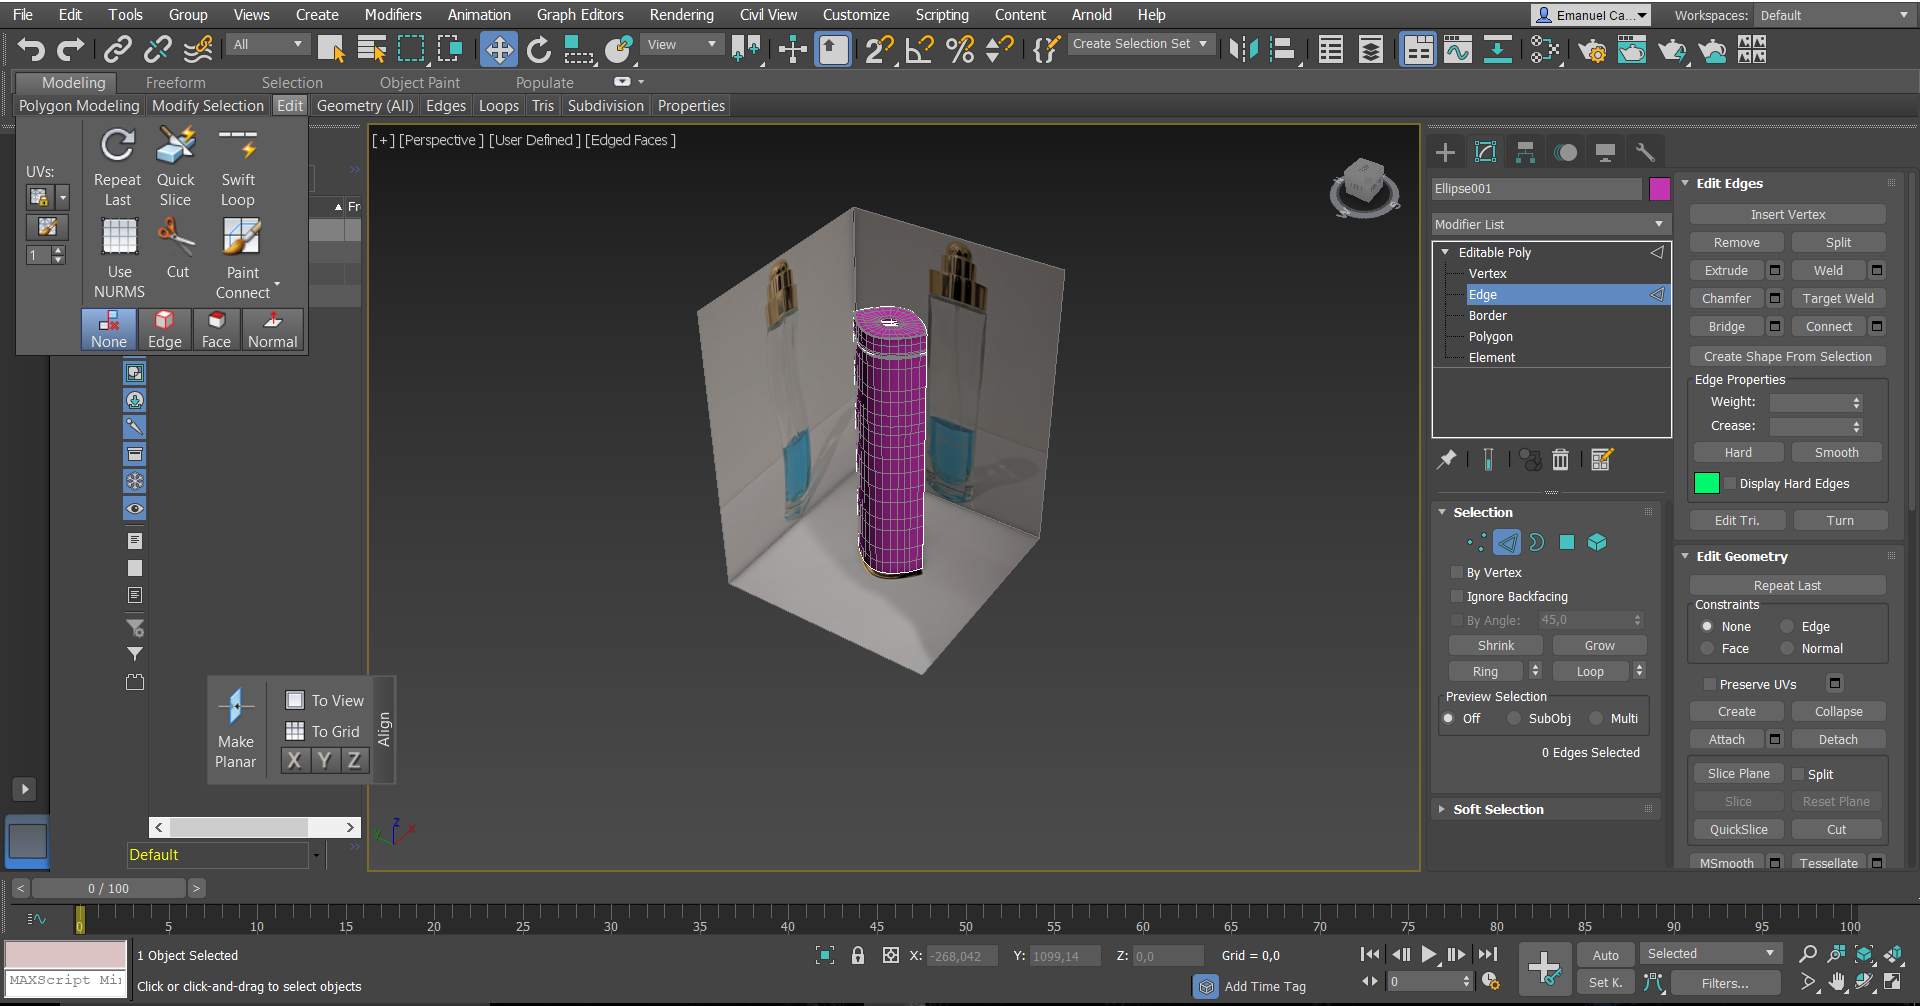 File Edit Tools Group Views Create Modifiers Animation Graph Editors Rendering Civil View Customize Scripting Content Arnold Help Emanuel Ca... Workspaces: Default
All View Create Selection Set
Modeling Freeform Selection Object Paint Populate
Polygon Modeling Modify Selection Edit Geometry (All) Edges Loops Tris Subdivision Properties
UVs:
1
Repeat Last
Quick Slice
Swift Loop
Use NURMS
Cut
Paint Connect
None Edge Face Normal
Fr
[+] [Perspective ] [User Defined ] [Edged Faces ]
Make Planar
To View
To Grid
X Y Z
Align
Default
z
x
Ellipse001
Modifier List
Editable Poly
Vertex
Edge
Border
Polygon
Element
Selection
By Vertex
Ignore Backfacing
By Angle: 45,0
Shrink Grow
Ring Loop
Preview Selection
Off SubObj Multi
0 Edges Selected
Soft Selection
Edit Edges
Insert Vertex
Remove Split
Extrude Weld
Chamfer Target Weld
Bridge Connect
Create Shape From Selection
Edge Properties
Weight:
Crease:
Hard Smooth
Display Hard Edges
Edit Tri. Turn
Edit Geometry
Repeat Last
Constraints
None Edge
Face Normal
Preserve UVs
Create Collapse
Attach Detach
Slice Plane Split
Slice Reset Plane
QuickSlice Cut
MSmooth Tessellate
< 0 / 100 >
0 5 10 15 20 25 30 35 40 45 50 55 60 65 70 75 80 85 90 95 100
1 Object Selected X: -268,042 Y: 1099,14 Z: 0,0 Grid = 0,0 Auto Selected
MAXScript Mi
Click or click-and-drag to select objects Add Time Tag 0 Set K. Filters...